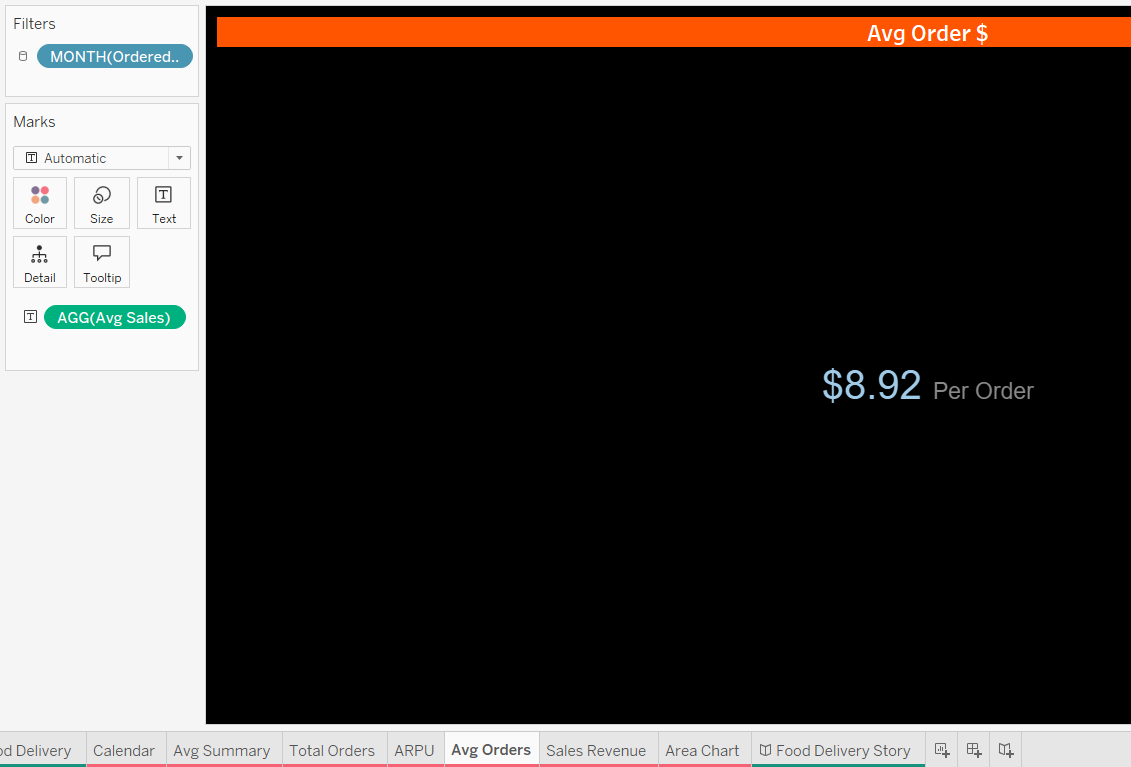 Filters
MONTH(Ordered..
Marks
Automatic
Color Size Text
Detail Tooltip
AGG(Avg Sales)
Avg Order $
$8.92 Per Order
od Delivery Calendar Avg Summary Total Orders ARPU Avg Orders Sales Revenue Area Chart Food Delivery Story